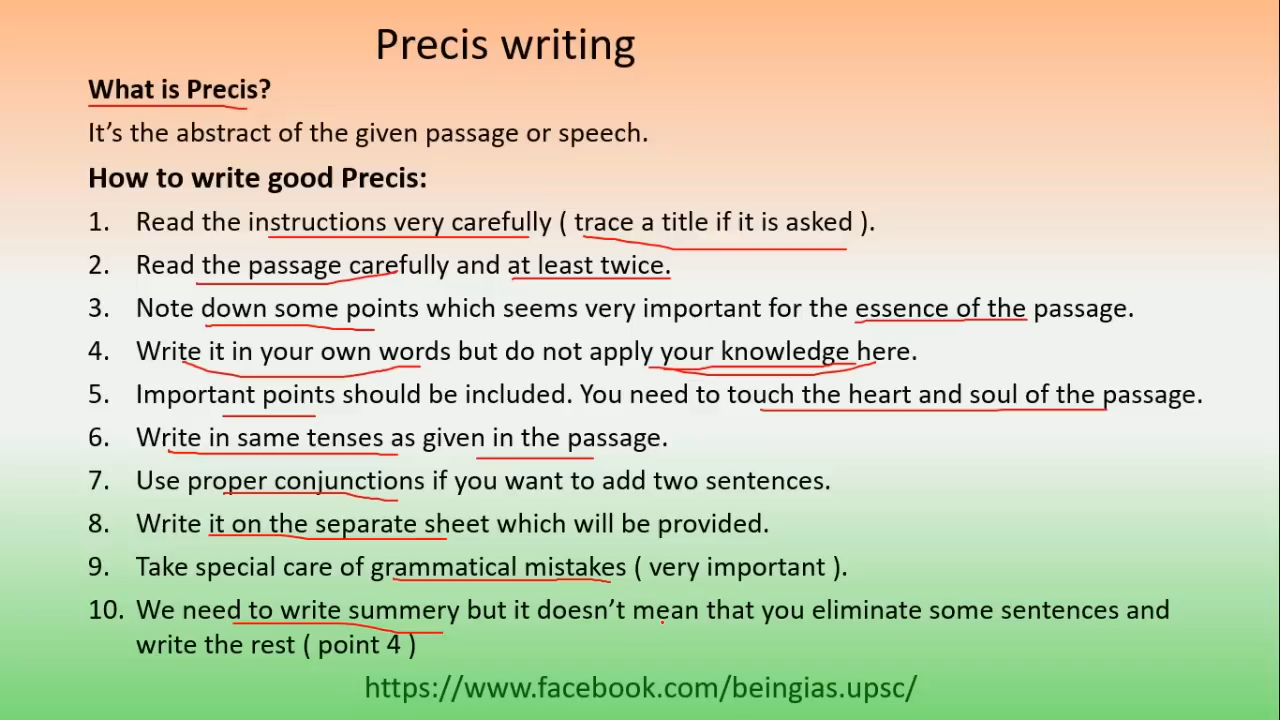 Precis writing
What is Precis?
It's the abstract of the given passage or speech.
How to write good Precis:
1. Read the instructions very carefully ( trace a title if it is asked ).
2. Read the passage carefully and at least twice.
3. Note down some points which seems very important for the essence of the passage.
4. Write it in your own words but do not apply your knowledge here.
5. Important points should be included. You need to touch the heart and soul of the passage.
6. Write in same tenses as given in the passage.
7. Use proper conjunctions if you want to add two sentences.
8. Write it on the separate sheet which will be provided.
9. Take special care of grammatical mistakes ( very important ).
10. We need to write summery but it doesn't mean that you eliminate some sentences and
write the rest ( point 4 )
https://www.facebook.com/beingias.upsc/